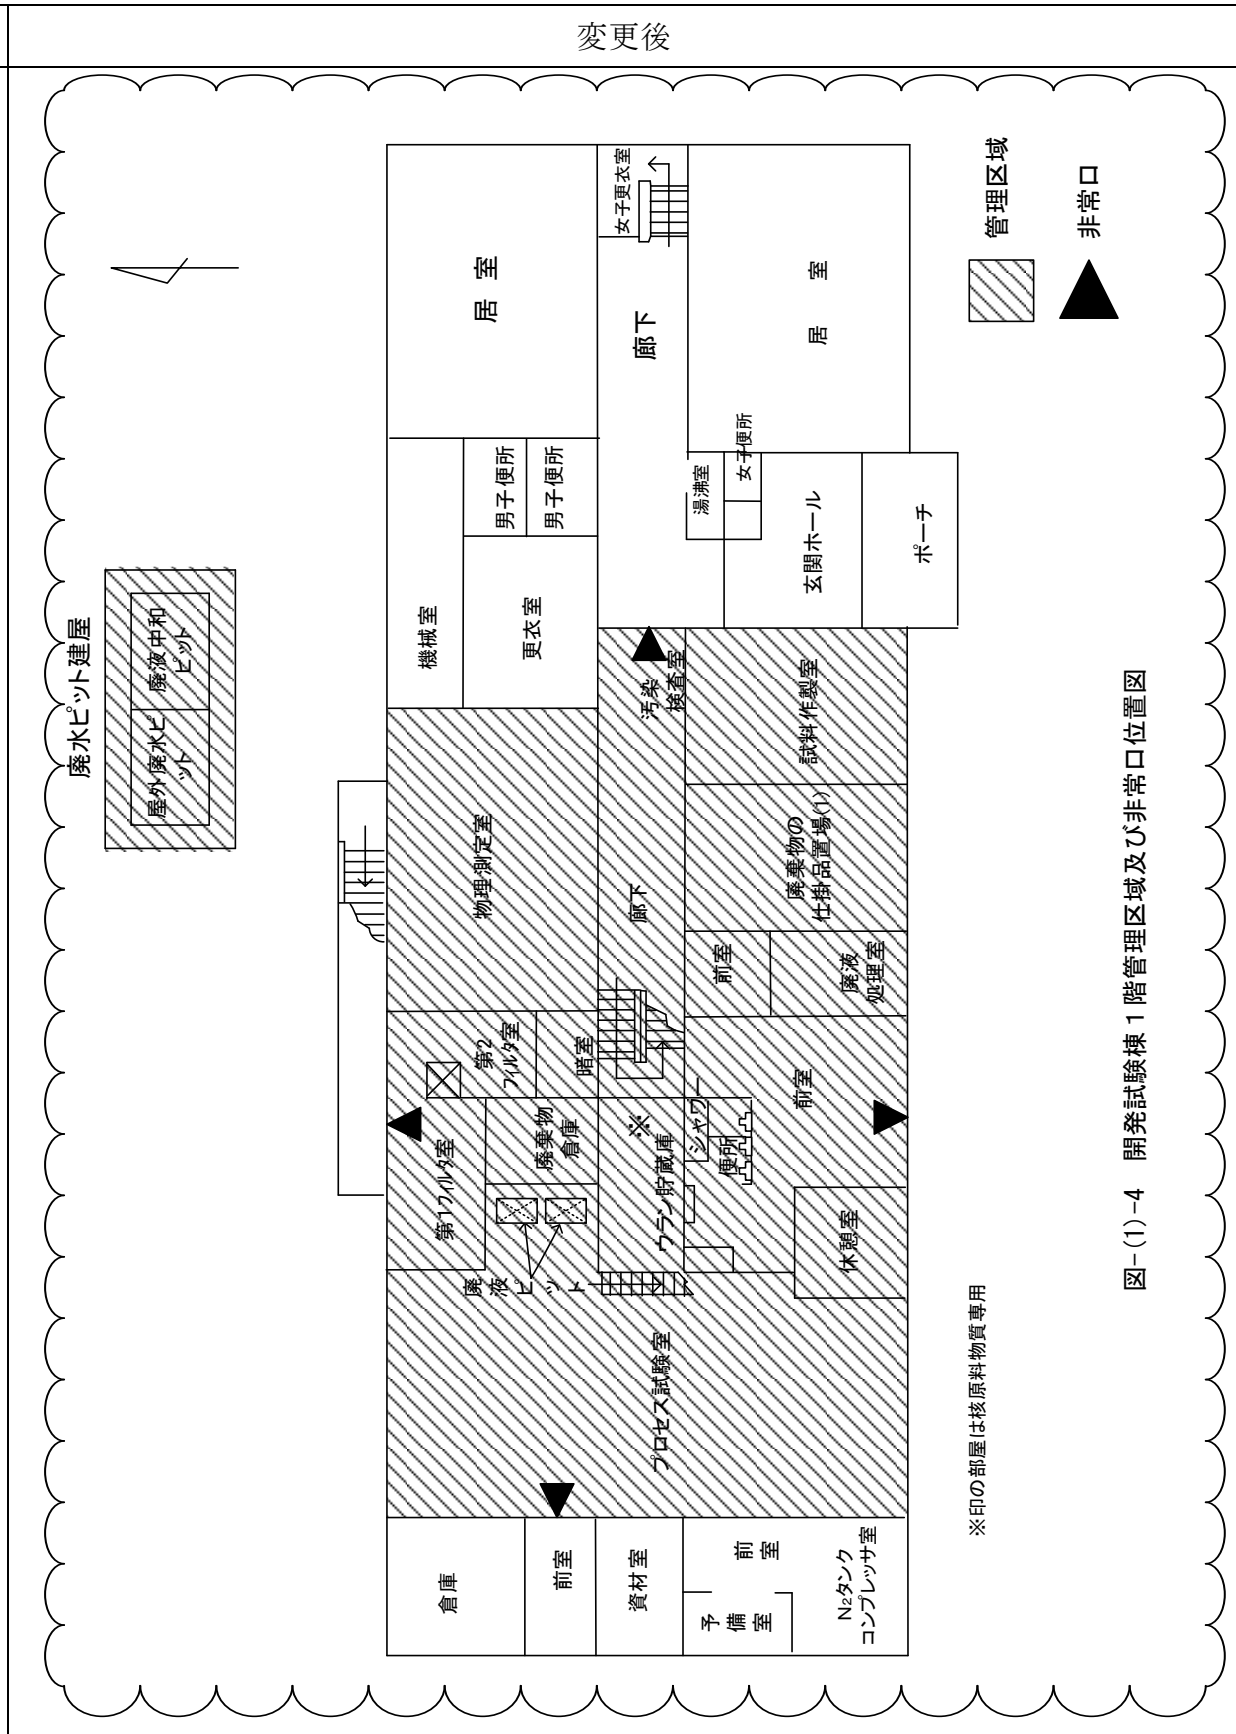 変更後
廃水ピット建屋
屋外廃水ピ
ット
廃液中和
ピット
倉庫
前室
資材室
予備室
前室
N₂タンク
コンプレッサ室
プロセス試験室
第1フィルタ室
廃液ピット
廃棄物
倉庫
ウラン貯蔵庫
※
シャワー
便所
休憩室
第2
フィルタ室
暗室
前室
物理測定室
廊下
前室
廃液
処理室
廃棄物の
仕掛品置場(1)
試料作製室
汚染
検査室
機械室
更衣室
男子便所
男子便所
湯沸室
女子便所
玄関ホール
ポーチ
居室
廊下
女子更衣室
居室
管理区域
非常口
※印の部屋は核原料物質専用
図-(1)-4 開発試験棟1階管理区域及び非常口位置図